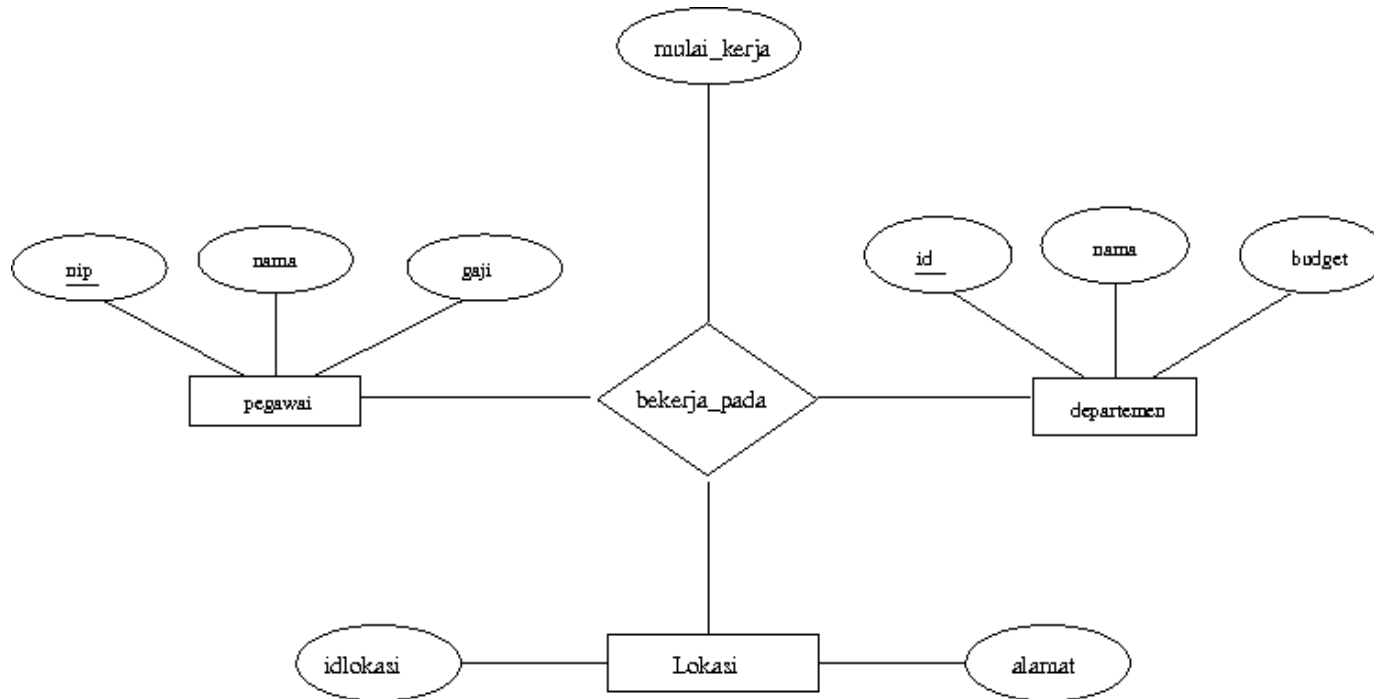 mulai_kerja
nip
nama
gaji
id
nama
budget
pegawai
bekerja_pada
departemen
idlokasi
Lokasi
alamat